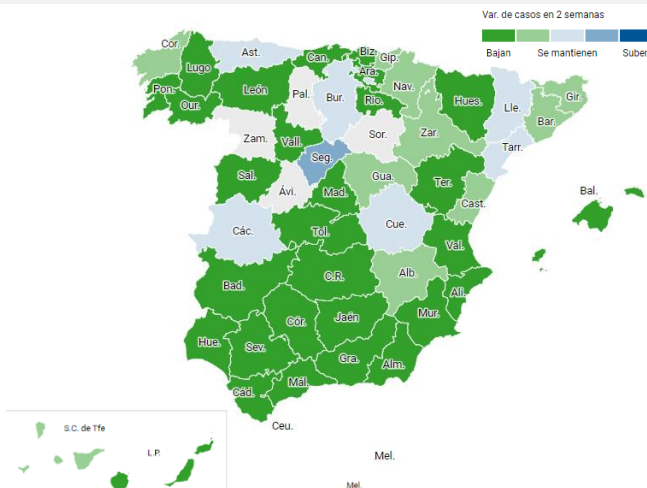 Var. de casos en 2 semanas
Bajan Se mantienen Suben
Cor. Lugo Ast. Can. Biz. Gip.
Ara. Nav.
Pon. Our. León Pal. Bur. Rio. Hues. Lle. Gir.
Bar.
Zam. Vall. Sor. Zar. Tarr.
Seg.
Sal. Ávi. Mad. Gua. Ter. Cast. Bal.
Các. Tol. Cue. Val.
Bad. C.R. Alb. Ali.
Hue. Sev. Cór. Jaén Mur.
Gra. Alm.
Cád. Mál.
Ceu.
S.C. de Tfe
L.P.
Mel.
Mel.